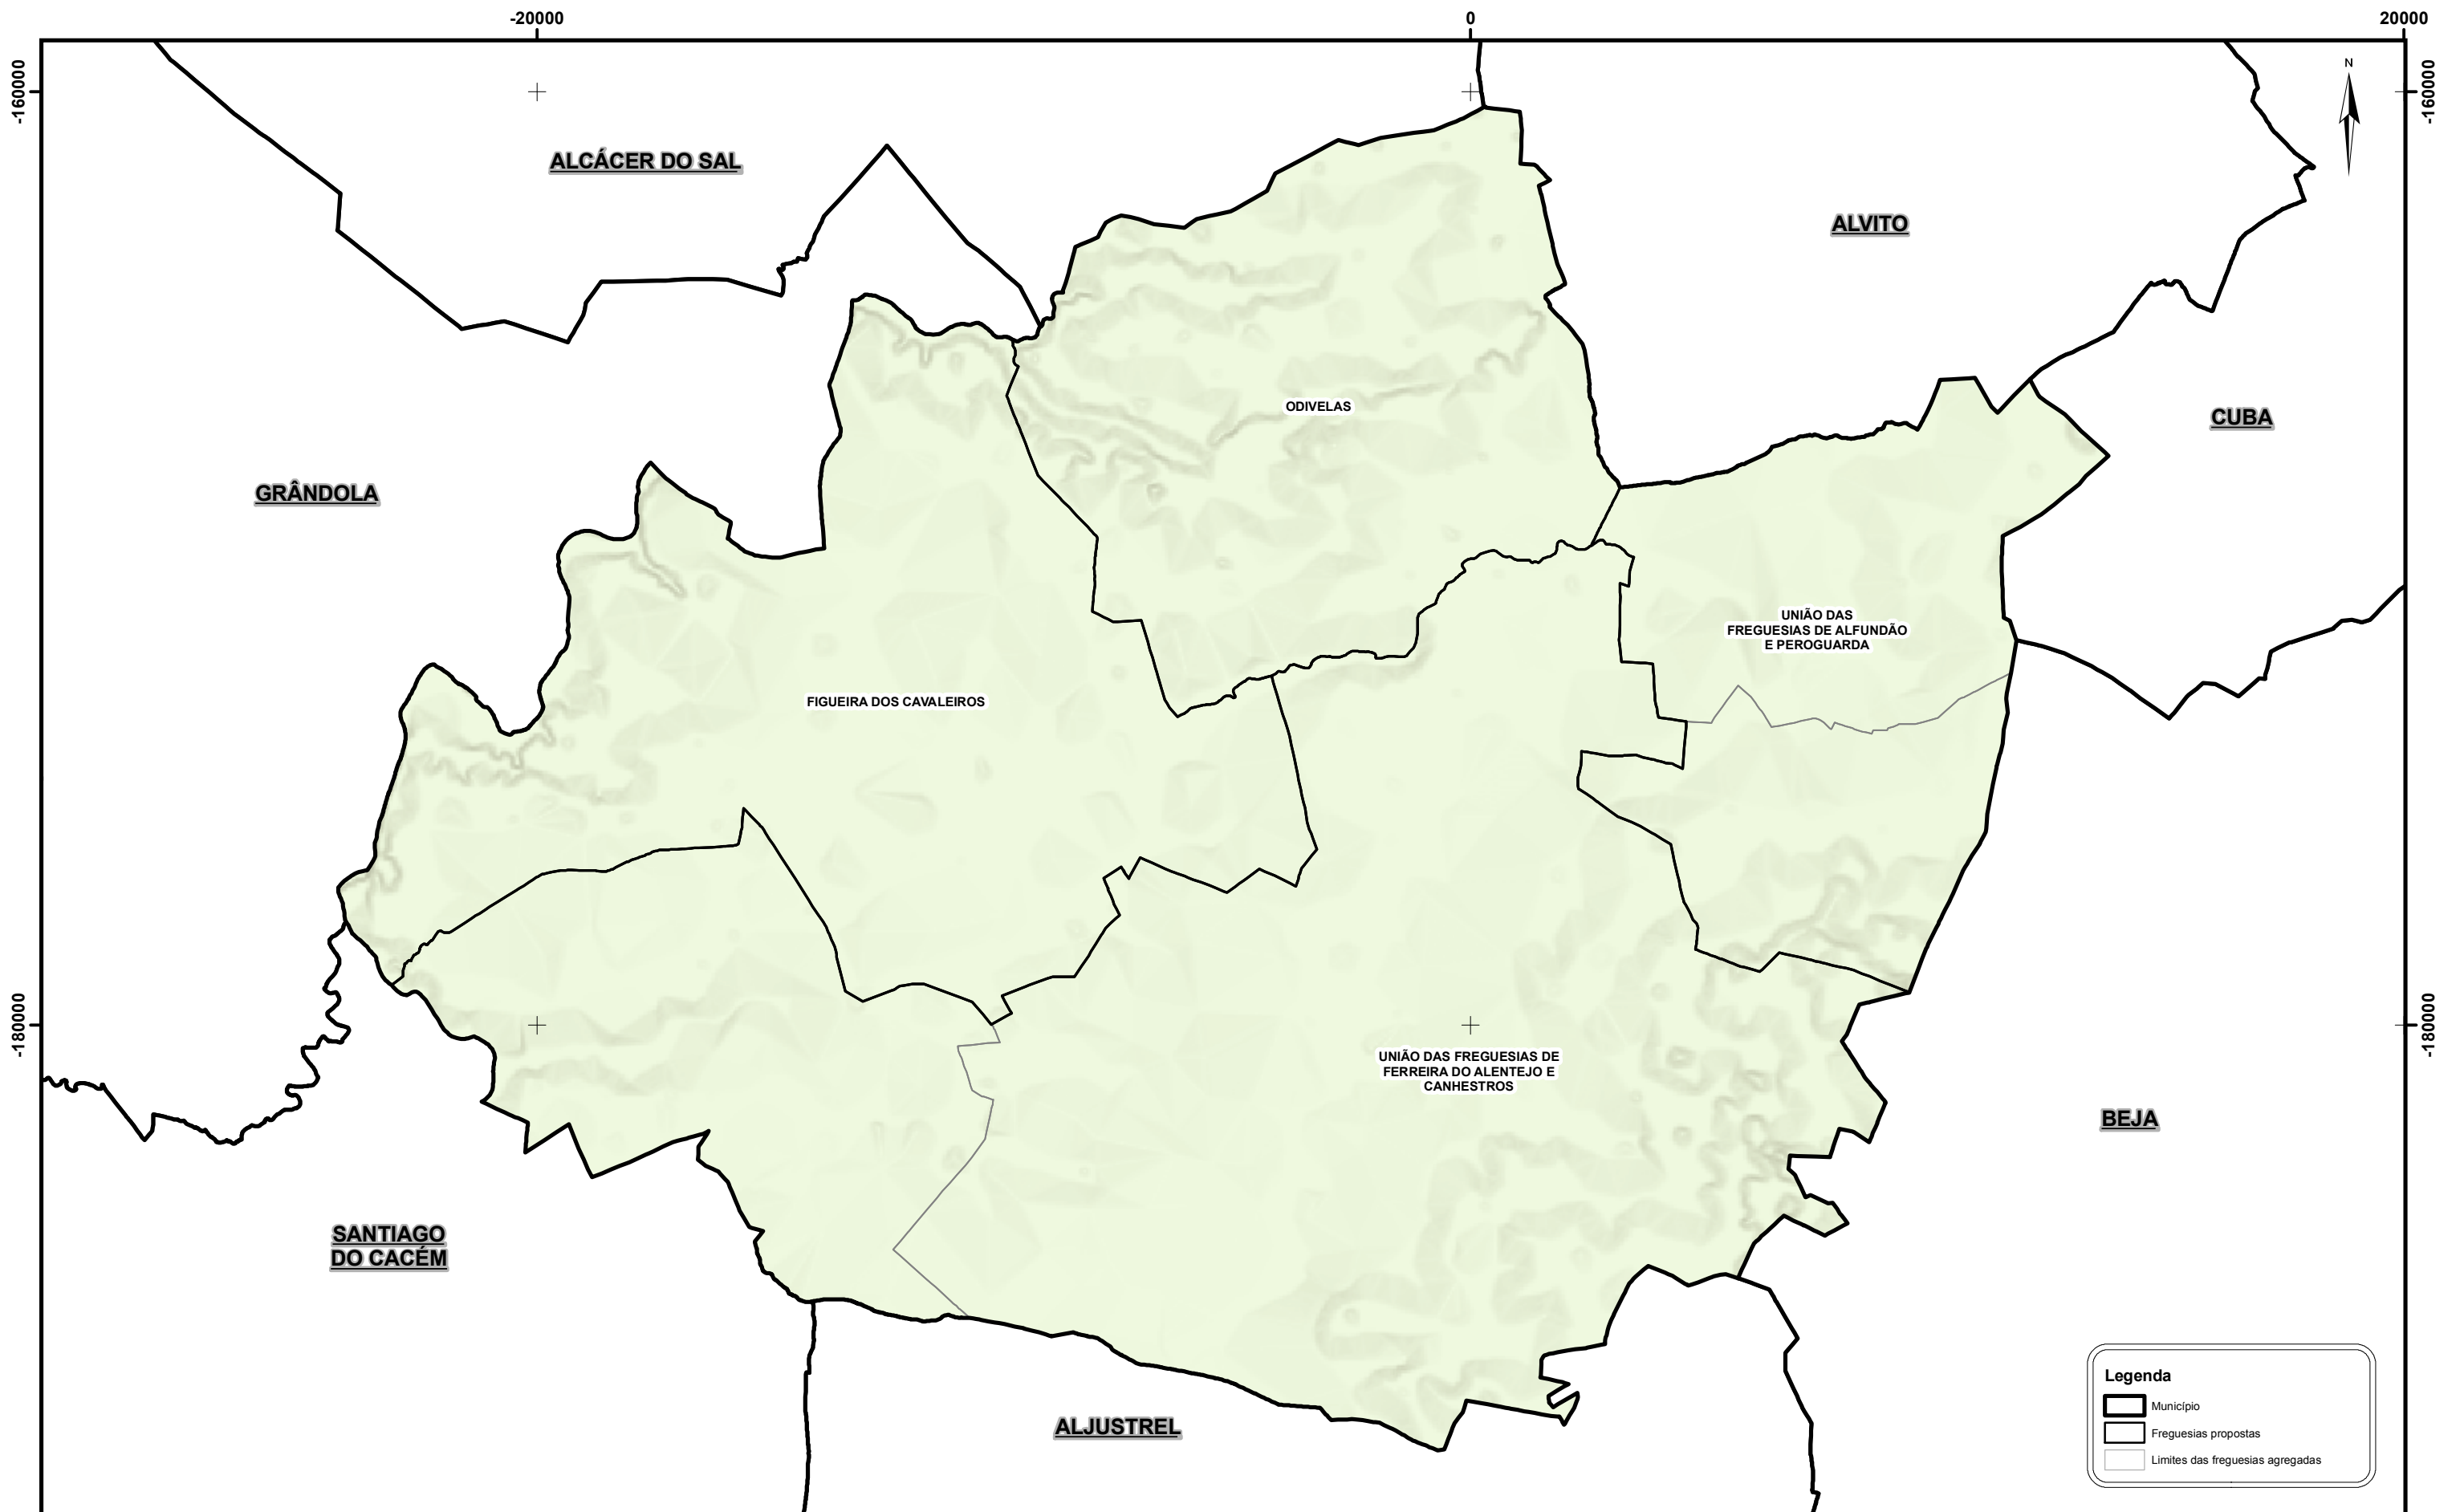 -20000
0
20000
-160000
-160000
N
ALCÁCER DO SAL
ALVITO
ODIVELAS
CUBA
GRÂNDOLA
UNIÃO DAS
FREGUESIAS DE ALFUNDÃO
E PEROGUARDA
FIGUEIRA DOS CAVALEIROS
-180000
-180000
UNIÃO DAS FREGUESIAS DE
FERREIRA DO ALENTEJO E
CANHESTROS
BEJA
SANTIAGO
DO CACÉM
ALJUSTREL
Legenda
Município
Freguesias propostas
Limites das freguesias agregadas